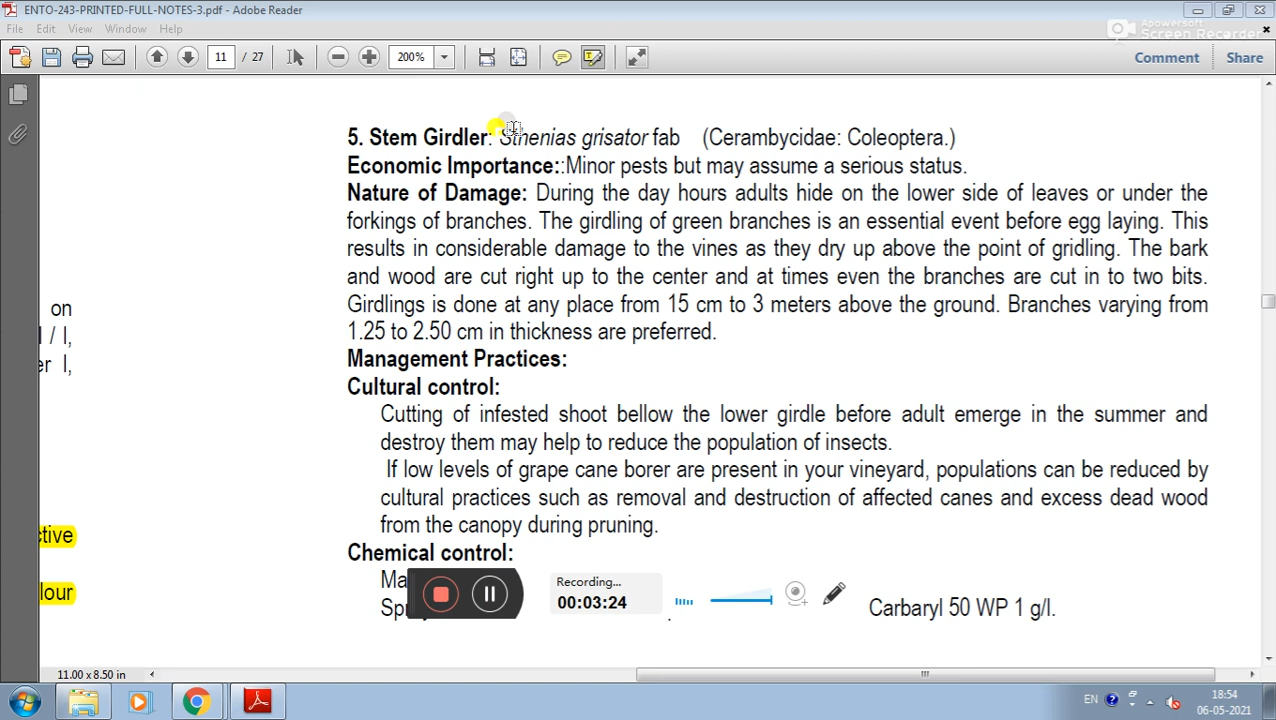 ENTO-243-PRINTED-FULL-NOTES-3.pdf - Adobe Reader
File Edit View Window Help
Apowersoft
Screen Recorder
11 / 27 200% Comment Share
5. Stem Girdler: Sthenias grisator fab (Cerambycidae: Coleoptera.)
Economic Importance::Minor pests but may assume a serious status.
Nature of Damage: During the day hours adults hide on the lower side of leaves or under the
forkings of branches. The girdling of green branches is an essential event before egg laying. This
results in considerable damage to the vines as they dry up above the point of gridling. The bark
and wood are cut right up to the center and at times even the branches are cut in to two bits.
Girdlings is done at any place from 15 cm to 3 meters above the ground. Branches varying from
1.25 to 2.50 cm in thickness are preferred.
Management Practices:
Cultural control:
Cutting of infested shoot bellow the lower girdle before adult emerge in the summer and
destroy them may help to reduce the population of insects.
If low levels of grape cane borer are present in your vineyard, populations can be reduced by
cultural practices such as removal and destruction of affected canes and excess dead wood
from the canopy during pruning.
Chemical control:
Carbaryl 50 WP 1 g/l.
on
l / l,
er l,
ctive
lour
Recording...
00:03:24
11.00 x 8.50 in
EN
18:54
06-05-2021